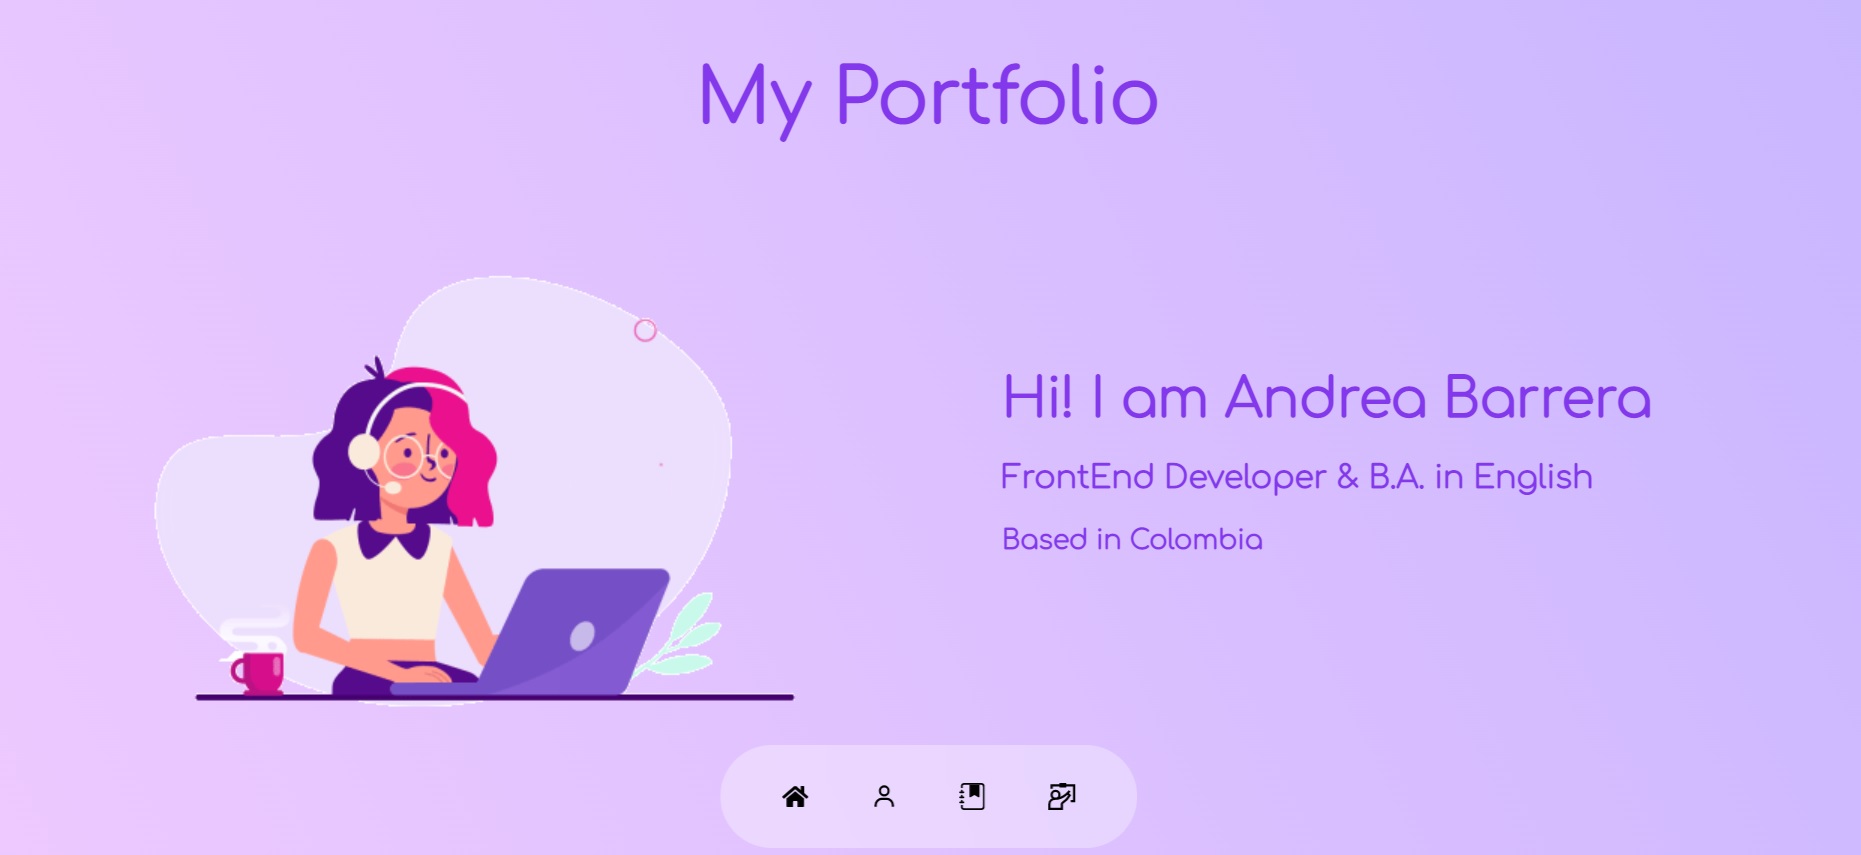 My Portfolio
Hi! I am Andrea Barrera
FrontEnd Developer & B.A. in English
Based in Colombia